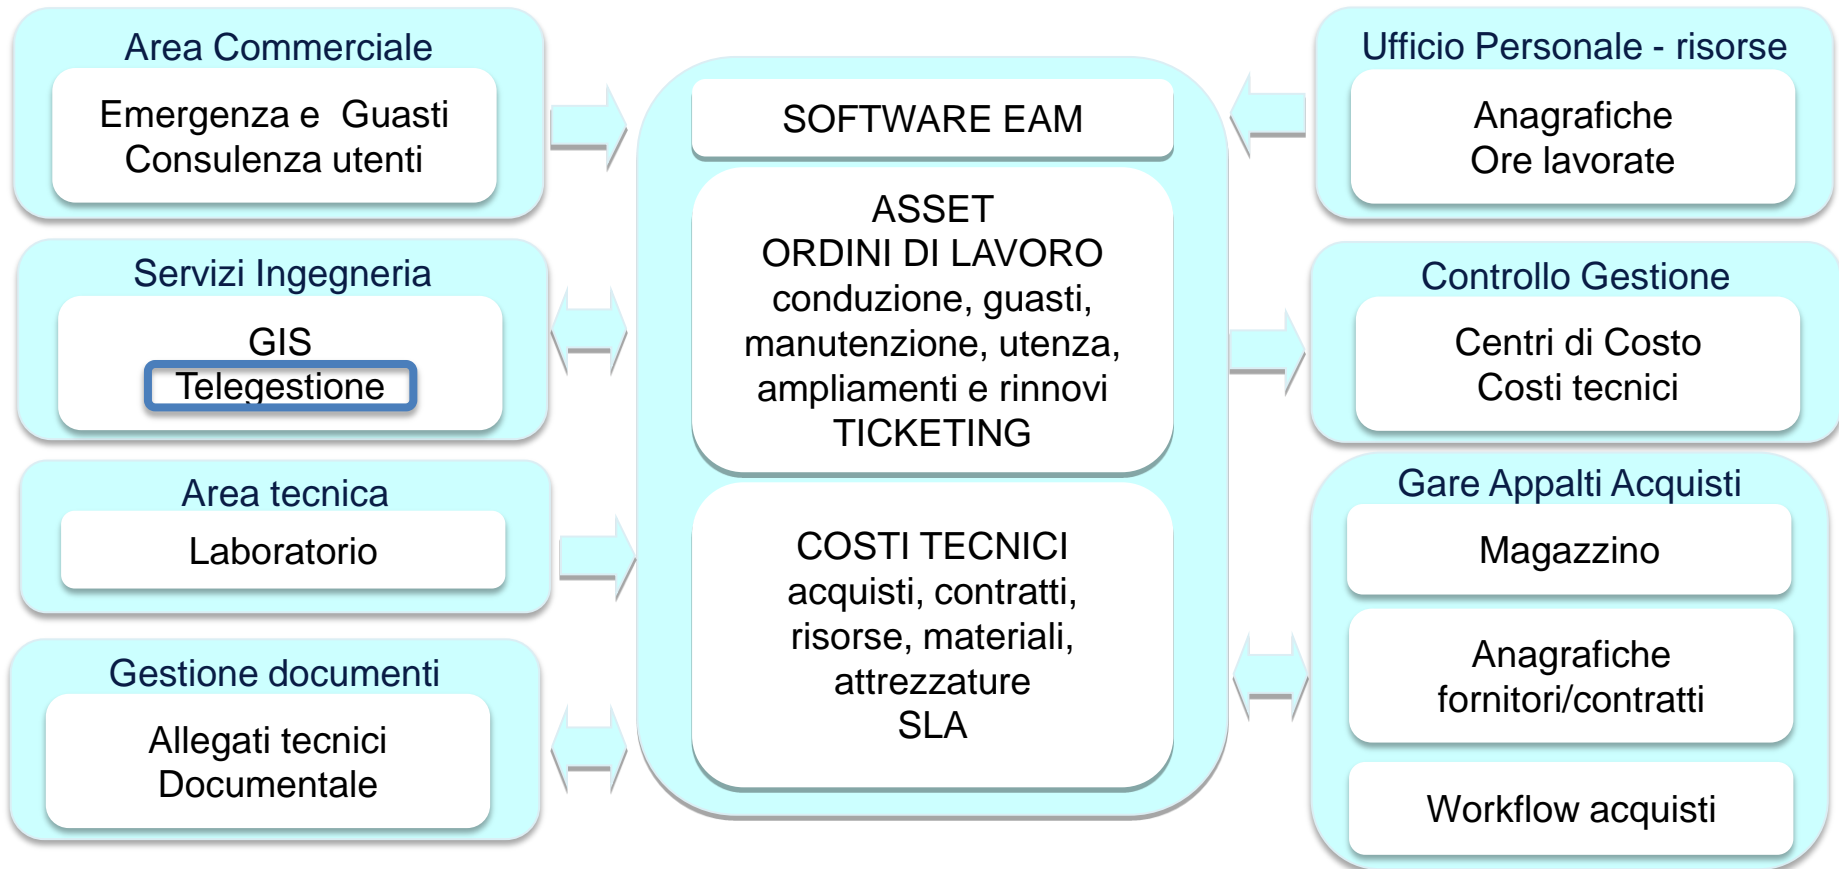 Area Commerciale
Emergenza e Guasti
Consulenza utenti
Servizi Ingegneria
GIS
Telegestione
Area tecnica
Laboratorio
Gestione documenti
Allegati tecnici
Documentale
SOFTWARE EAM
ASSET
ORDINI DI LAVORO
conduzione, guasti,
manutenzione, utenza,
ampliamenti e rinnovi
TICKETING
COSTI TECNICI
acquisti, contratti,
risorse, materiali,
attrezzature
SLA
Ufficio Personale - risorse
Anagrafiche
Ore lavorate
Controllo Gestione
Centri di Costo
Costi tecnici
Gare Appalti Acquisti
Magazzino
Anagrafiche
fornitori/contratti
Workflow acquisti